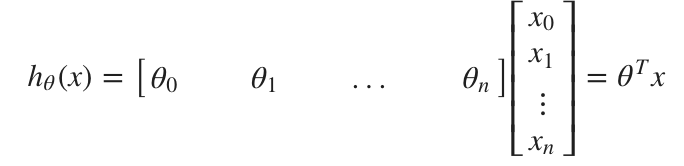 h_θ(x) = [θ_0 θ_1 … θ_n] [x_0 x_1 ⋮ x_n] = θ^T x